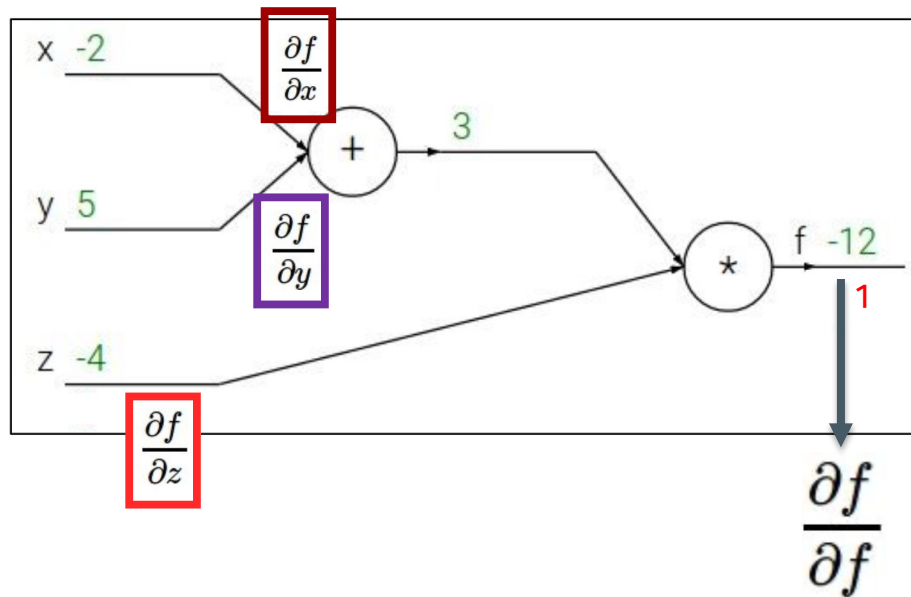 x -2
∂f
∂x
+
3
y 5
∂f
∂y
*
f -12
1
z -4
∂f
∂z
∂f
∂f